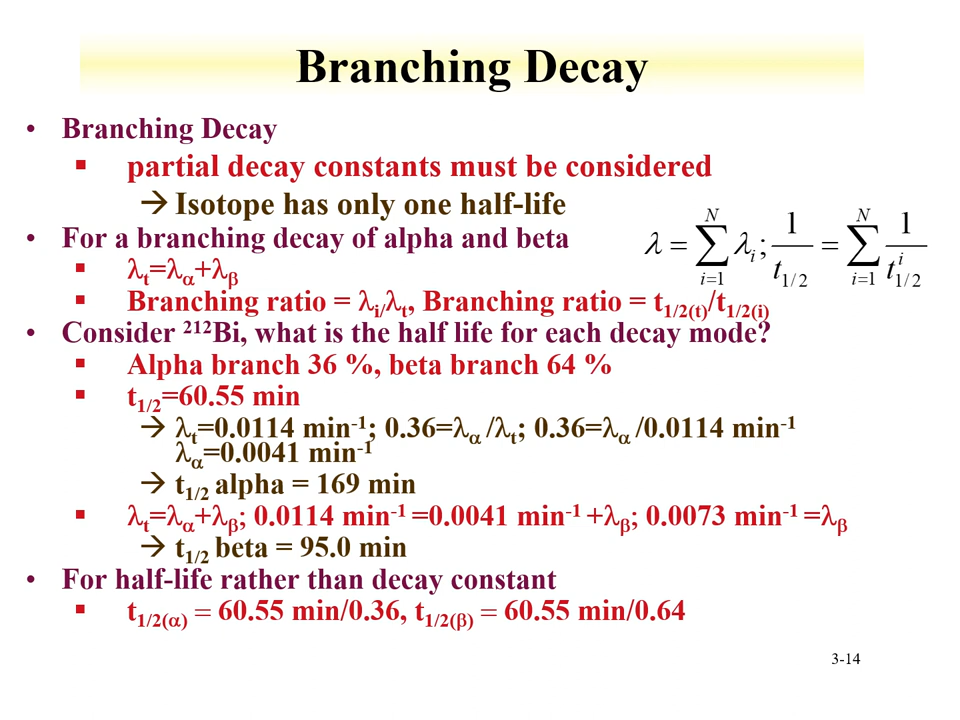 Branching Decay
• Branching Decay
▪ partial decay constants must be considered
→ Isotope has only one half-life
• For a branching decay of alpha and beta
▪ λt=λα+λβ
▪ Branching ratio = λi/λt, Branching ratio = t1/2(t)/t1/2(i)
λ = ∑ᵢ₌₁ᴺ λi; 1/t1/2 = ∑ᵢ₌₁ᴺ 1/tⁱ1/2
• Consider ²¹²Bi, what is the half life for each decay mode?
▪ Alpha branch 36 %, beta branch 64 %
▪ t1/2=60.55 min
→ λt=0.0114 min⁻¹; 0.36=λα /λt; 0.36=λα /0.0114 min⁻¹
λα=0.0041 min⁻¹
→ t1/2 alpha = 169 min
▪ λt=λα+λβ; 0.0114 min⁻¹ =0.0041 min⁻¹ +λβ; 0.0073 min⁻¹ =λβ
→ t1/2 beta = 95.0 min
• For half-life rather than decay constant
▪ t1/2(α) = 60.55 min/0.36, t1/2(β) = 60.55 min/0.64
3-14